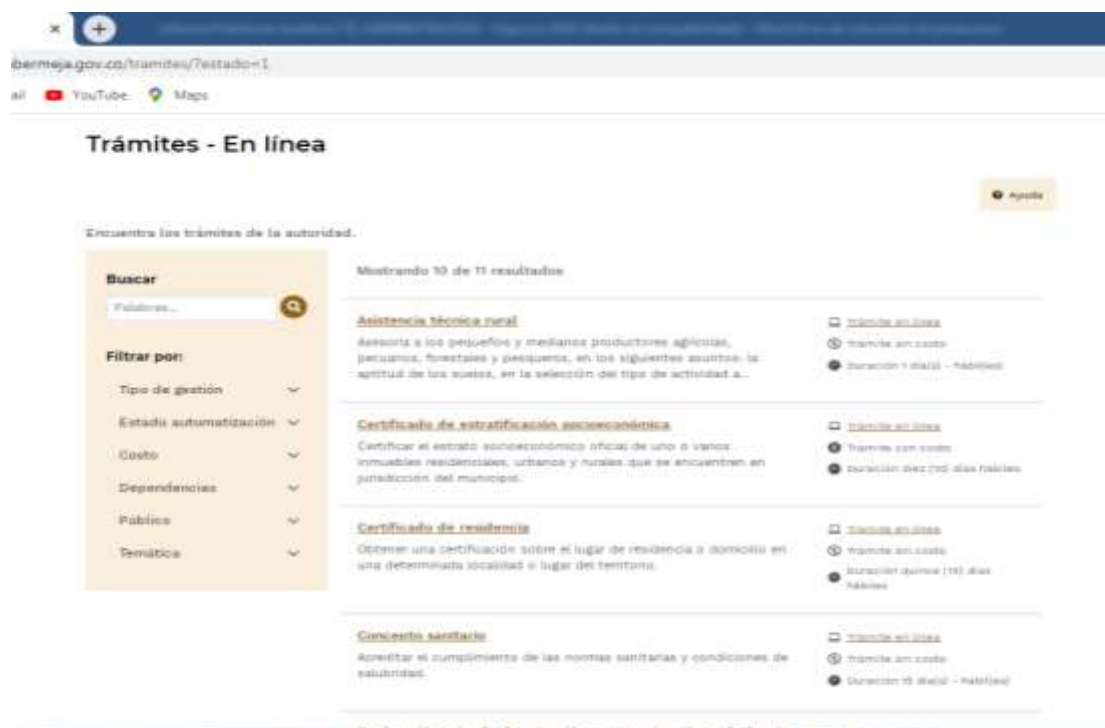 bermeja.gov.co/tramites/?estado=1
ail YouTube Maps
Trámites - En línea
Ayuda
Encuentra los trámites de la autoridad.
Buscar
Palabras...
Filtrar por:
Tipo de gestión
Estado automatización
Costo
Dependencias
Público
Temática
Mostrando 10 de 11 resultados
Asistencia técnica rural
Asesoría a los pequeños y medianos productores agrícolas,
pecuarios, forestales y pesqueros, en los siguientes asuntos: la
aptitud de los suelos, en la selección del tipo de actividad a...
Trámite en línea
Trámite sin costo
Duración 1 día(s) - hábil(es)
Certificado de estratificación socioeconómica
Certificar el estrato socioeconómico oficial de uno o varios
inmuebles residenciales, urbanos y rurales que se encuentren en
jurisdicción del municipio.
Trámite en línea
Trámite con costo
Duración diez (10) días hábiles
Certificado de residencia
Obtener una certificación sobre el lugar de residencia o domicilio en
una determinada localidad o lugar del territorio.
Trámite en línea
Trámite sin costo
Duración quince (15) días
hábiles
Concepto sanitario
Acreditar el cumplimiento de las normas sanitarias y condiciones de
salubridad.
Trámite en línea
Trámite sin costo
Duración 15 día(s) - hábil(es)